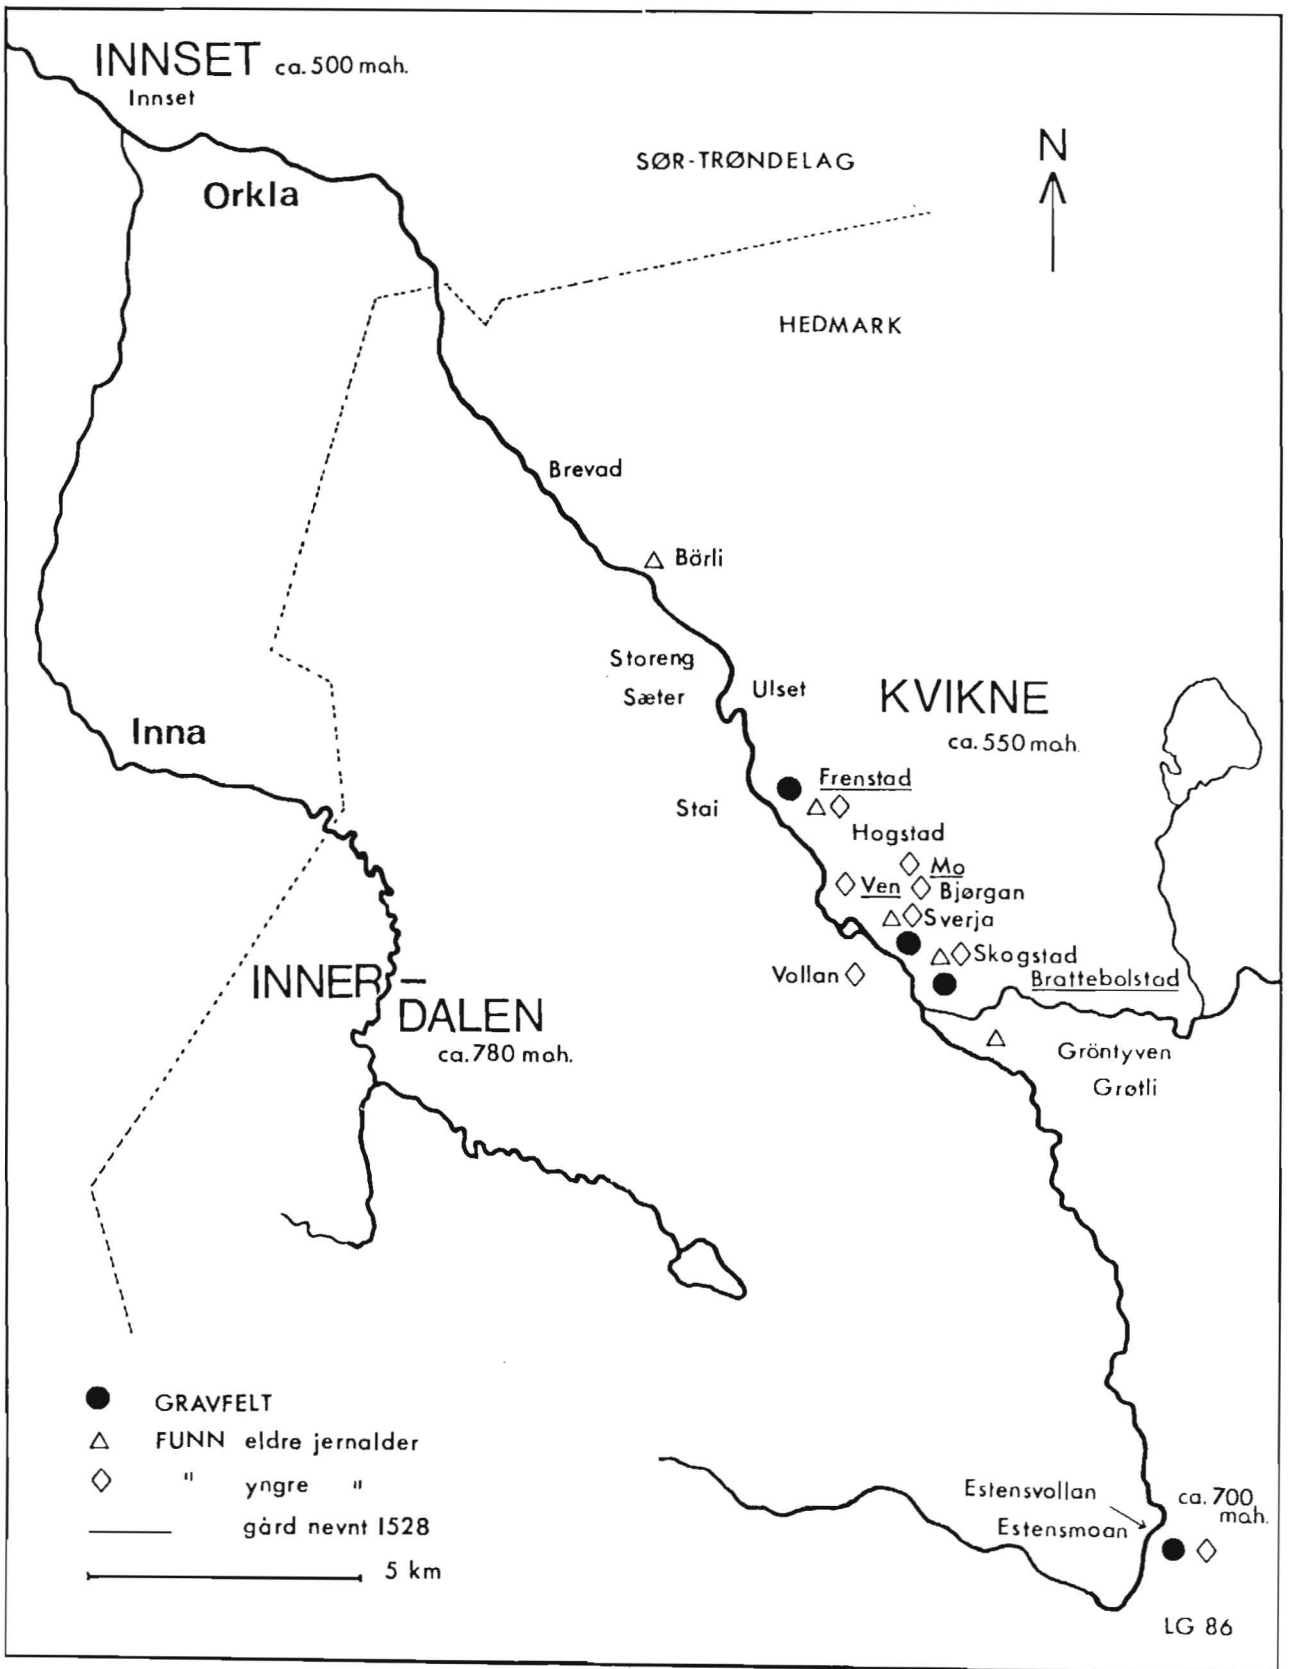 INNSET ca. 500 moh.
Innset
Orkla
SØR-TRØNDELAG
N
HEDMARK
Brevad
Börli
Storeng
Sæter
Ulset
KVIKNE
ca. 550 moh.
Inna
Frenstad
Stai
Hogstad
Mo
Ven
Bjørgan
Sverja
Skogstad
Vollan
Brattebolstad
INNER-
DALEN
ca. 780 moh.
Gröntyven
Grøtli
GRAVFELT
FUNN eldre jernalder
" yngre "
gård nevnt 1528
5 km
Estensvollan
Estensmoan
ca. 700
moh.
LG 86